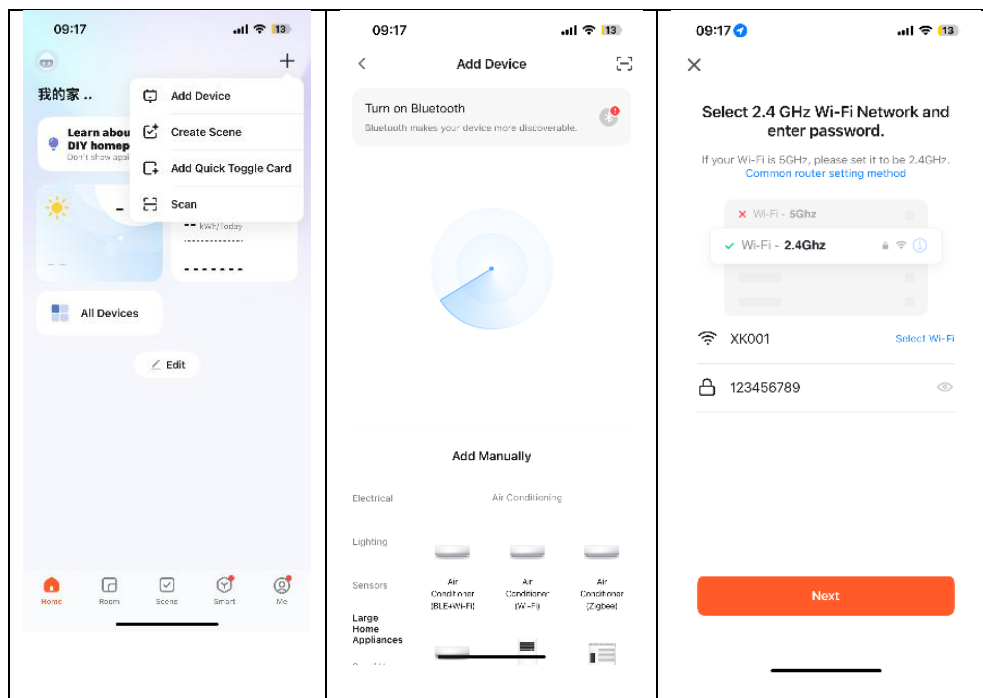 09:17
13
我的家 ..
Add Device
Create Scene
Add Quick Toggle Card
Scan
Learn abou
DIY homep
Don't show again
kWh/Today
All Devices
Edit
Home
Room
Scene
Smart
Me
09:17
13
Add Device
Turn on Bluetooth
Bluetooth makes your device more discoverable.
Add Manually
Electrical
Air Conditioning
Lighting
Sensors
Air
Conditioner
(BLE+Wi-Fi)
Air
Conditioner
(Wi-Fi)
Air
Conditioner
(Zigbee)
Large
Home
Appliances
09:17
13
Select 2.4 GHz Wi-Fi Network and
enter password.
If your Wi-Fi is 5GHz, please set it to be 2.4GHz.
Common router setting method
Wi-Fi - 5Ghz
Wi-Fi - 2.4Ghz
XK001
Select Wi-Fi
123456789
Next